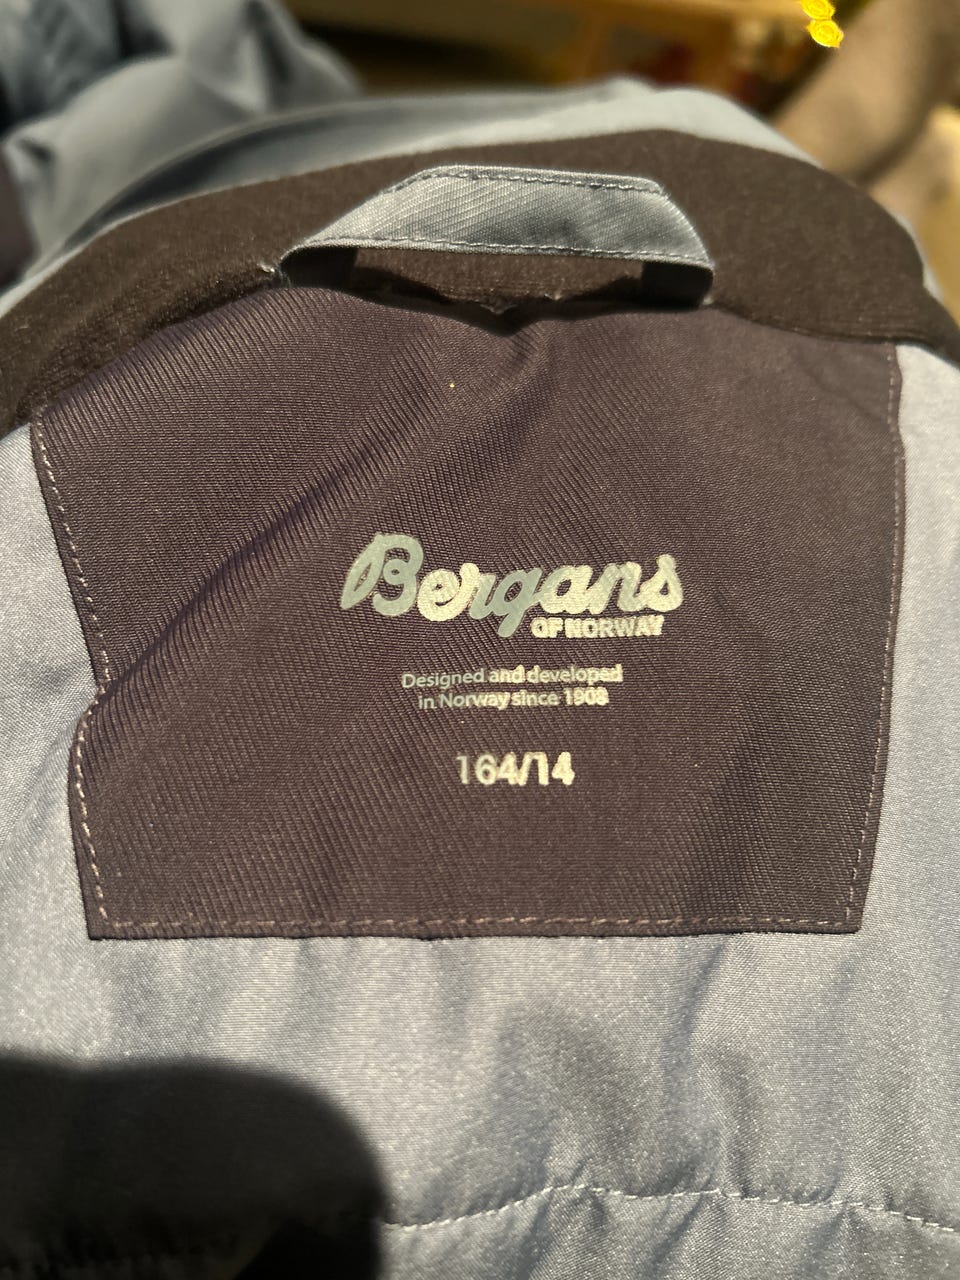 Bergans
OF NORWAY
Designed and developed
in Norway since 1908
164/14